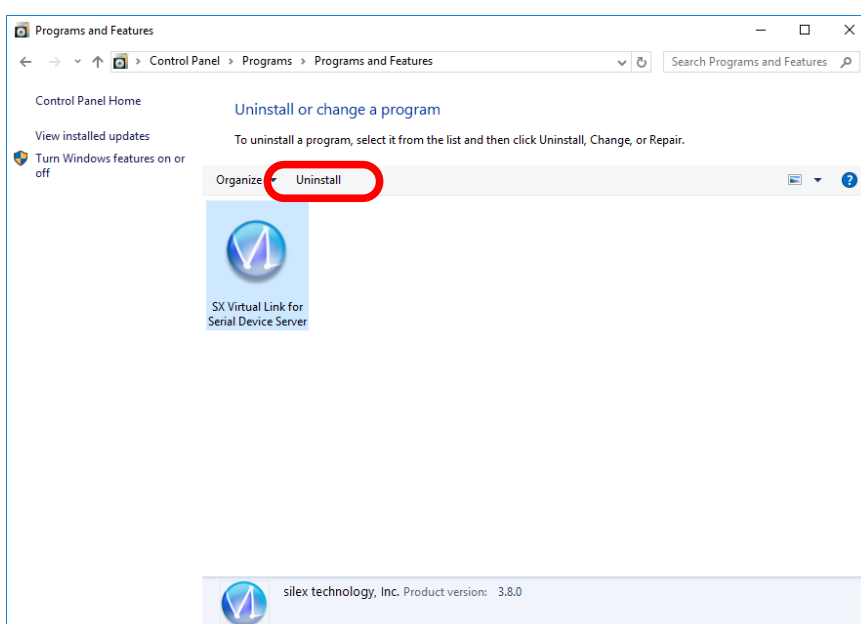 Programs and Features
Control Panel > Programs > Programs and Features
Search Programs and Features
Control Panel Home
View installed updates
Turn Windows features on or
off
Uninstall or change a program
To uninstall a program, select it from the list and then click Uninstall, Change, or Repair.
Organize
Uninstall
?
SX Virtual Link for
Serial Device Server
silex technology, Inc. Product version: 3.8.0